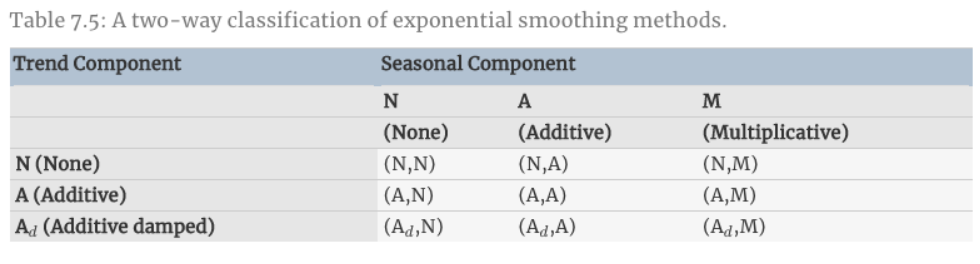 Table 7.5: A two-way classification of exponential smoothing methods.
Trend Component Seasonal Component
N A M
(None) (Additive) (Multiplicative)
N (None) (N,N) (N,A) (N,M)
A (Additive) (A,N) (A,A) (A,M)
A_d (Additive damped) (A_d,N) (A_d,A) (A_d,M)